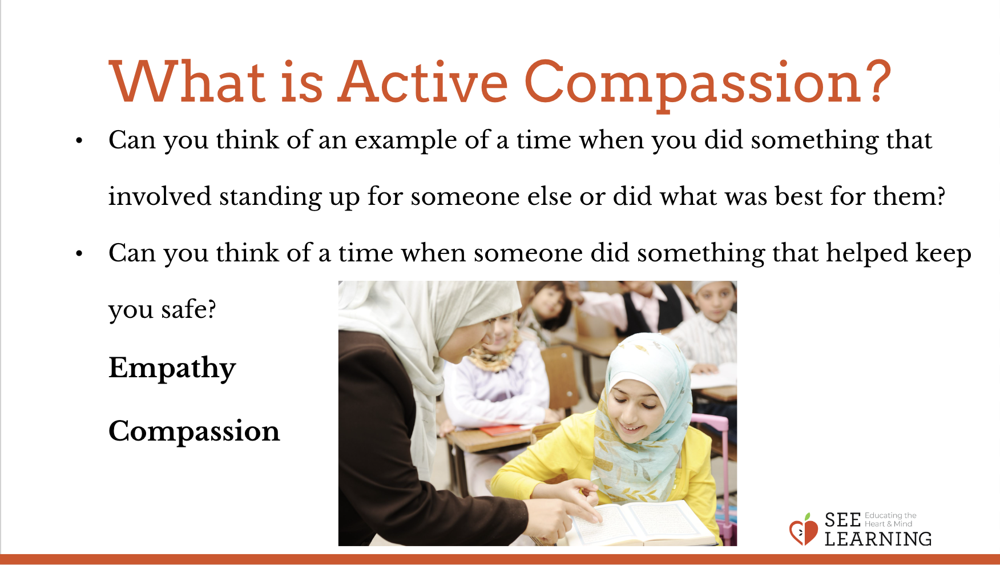 What is Active Compassion?
• Can you think of an example of a time when you did something that
involved standing up for someone else or did what was best for them?
• Can you think of a time when someone did something that helped keep
you safe?
Empathy
Compassion
SEE Educating the
Heart & Mind
LEARNING